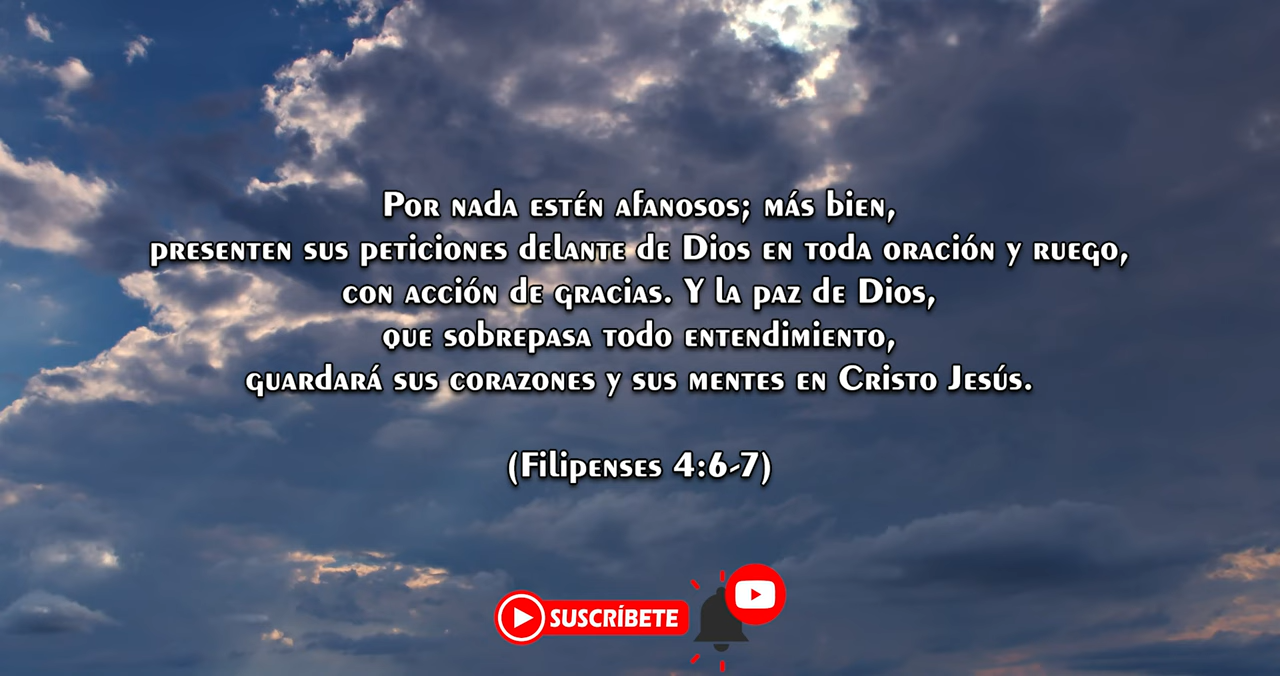 Por nada estén afanosos; más bien,
presenten sus peticiones delante de Dios en toda oración y ruego,
con acción de gracias. Y la paz de Dios,
que sobrepasa todo entendimiento,
guardará sus corazones y sus mentes en Cristo Jesús.
(Filipenses 4:6-7)
SUSCRÍBETE